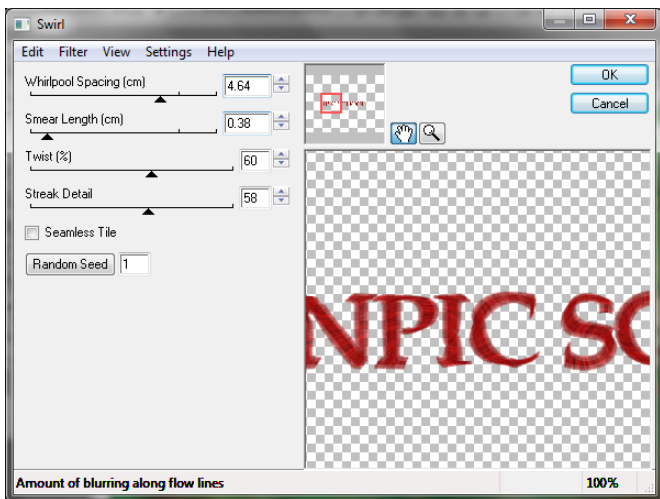 Swirl
Edit Filter View Settings Help
Whirlpool Spacing (cm) 4.64
Smear Length (cm) 0.38
Twist (%) 60
Streak Detail 58
Seamless Tile
Random Seed 1
OK
Cancel
NPIC SC
Amount of blurring along flow lines 100%